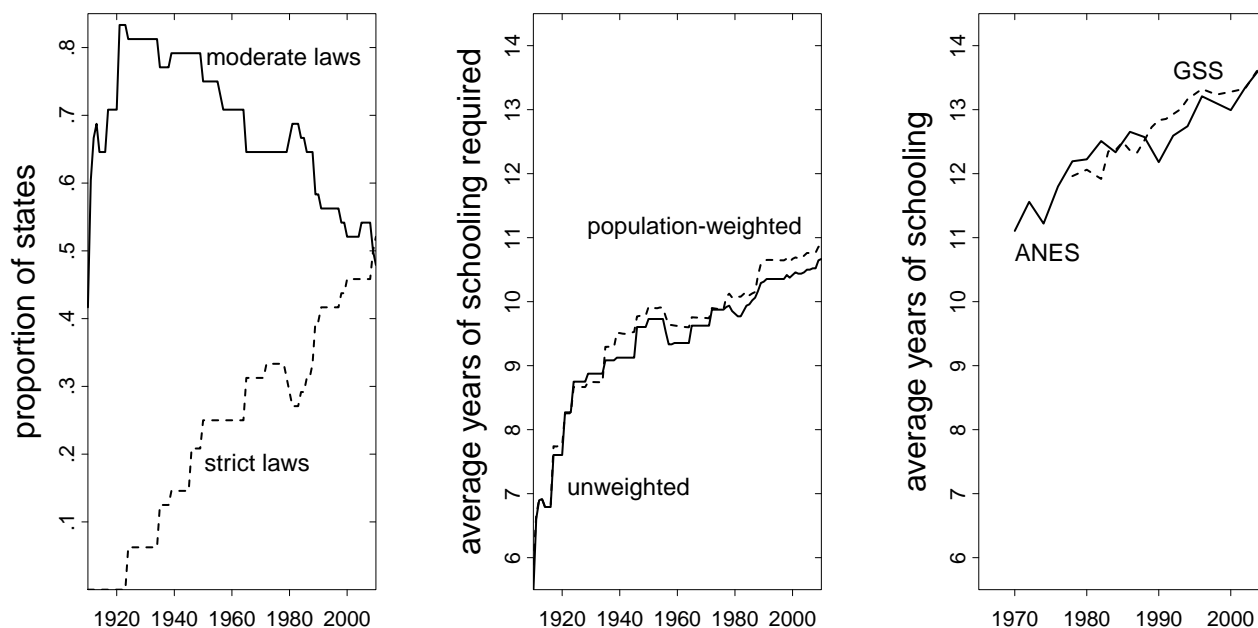 proportion of states
.8
.7
.6
.5
.4
.3
.2
.1
moderate laws
strict laws
1920 1940 1960 1980 2000
average years of schooling required
14
13
12
11
10
9
8
7
6
population-weighted
unweighted
1920 1940 1960 1980 2000
average years of schooling
14
13
12
11
10
9
8
7
6
GSS
ANES
1970 1980 1990 2000